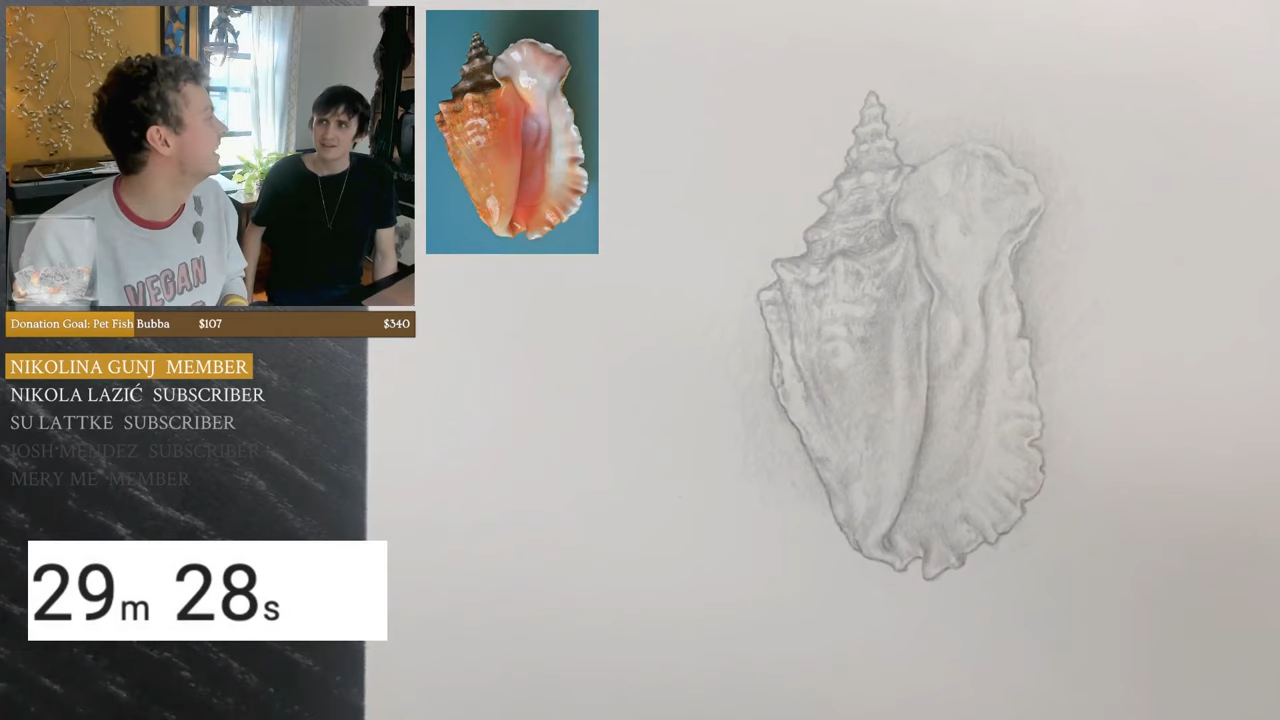 VEGAN
Donation Goal: Pet Fish Bubba $107 $340
NIKOLINA GUNJ MEMBER
NIKOLA LAZIĆ SUBSCRIBER
SU LATTKE SUBSCRIBER
JOSH MENDEZ SUBSCRIBER
MERY ME MEMBER
29m 28s